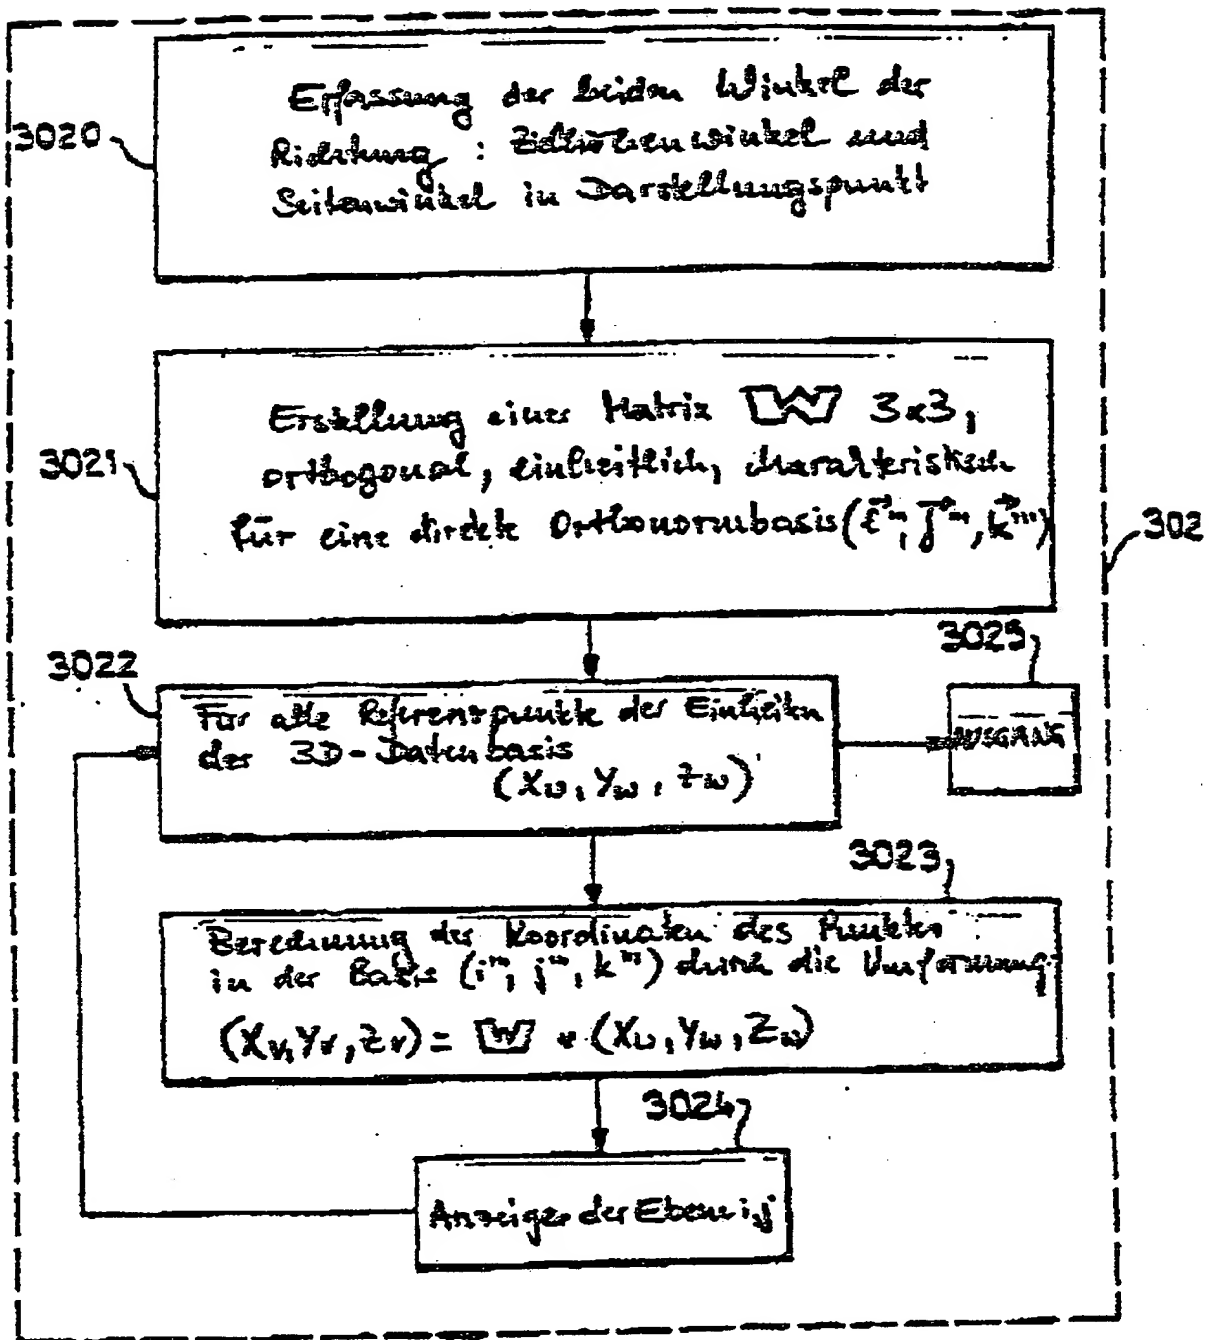 3020
Erfassung der beiden Winkel der
Richtung : Zielhöhenwinkel und
Seitenwinkel in Darstellungspunkt
3021
Erstellung einer Matrix W 3x3,
orthogonal, einheitlich, charakteristisch
für eine direkte Orthonormbasis (i''', j''', k''')
302
3025
3022
Für alle Referenzpunkte der Einheiten
der 3D-Datenbasis
(Xw, Yw, Zw)
AUSGANG
3023
Berechnung der Koordinaten des Punktes
in der Basis (i''', j''', k''') durch die Umformung:
(Xv, Yv, Zv) = W * (Xw, Yw, Zw)
3024
Anzeige der Ebene i,j